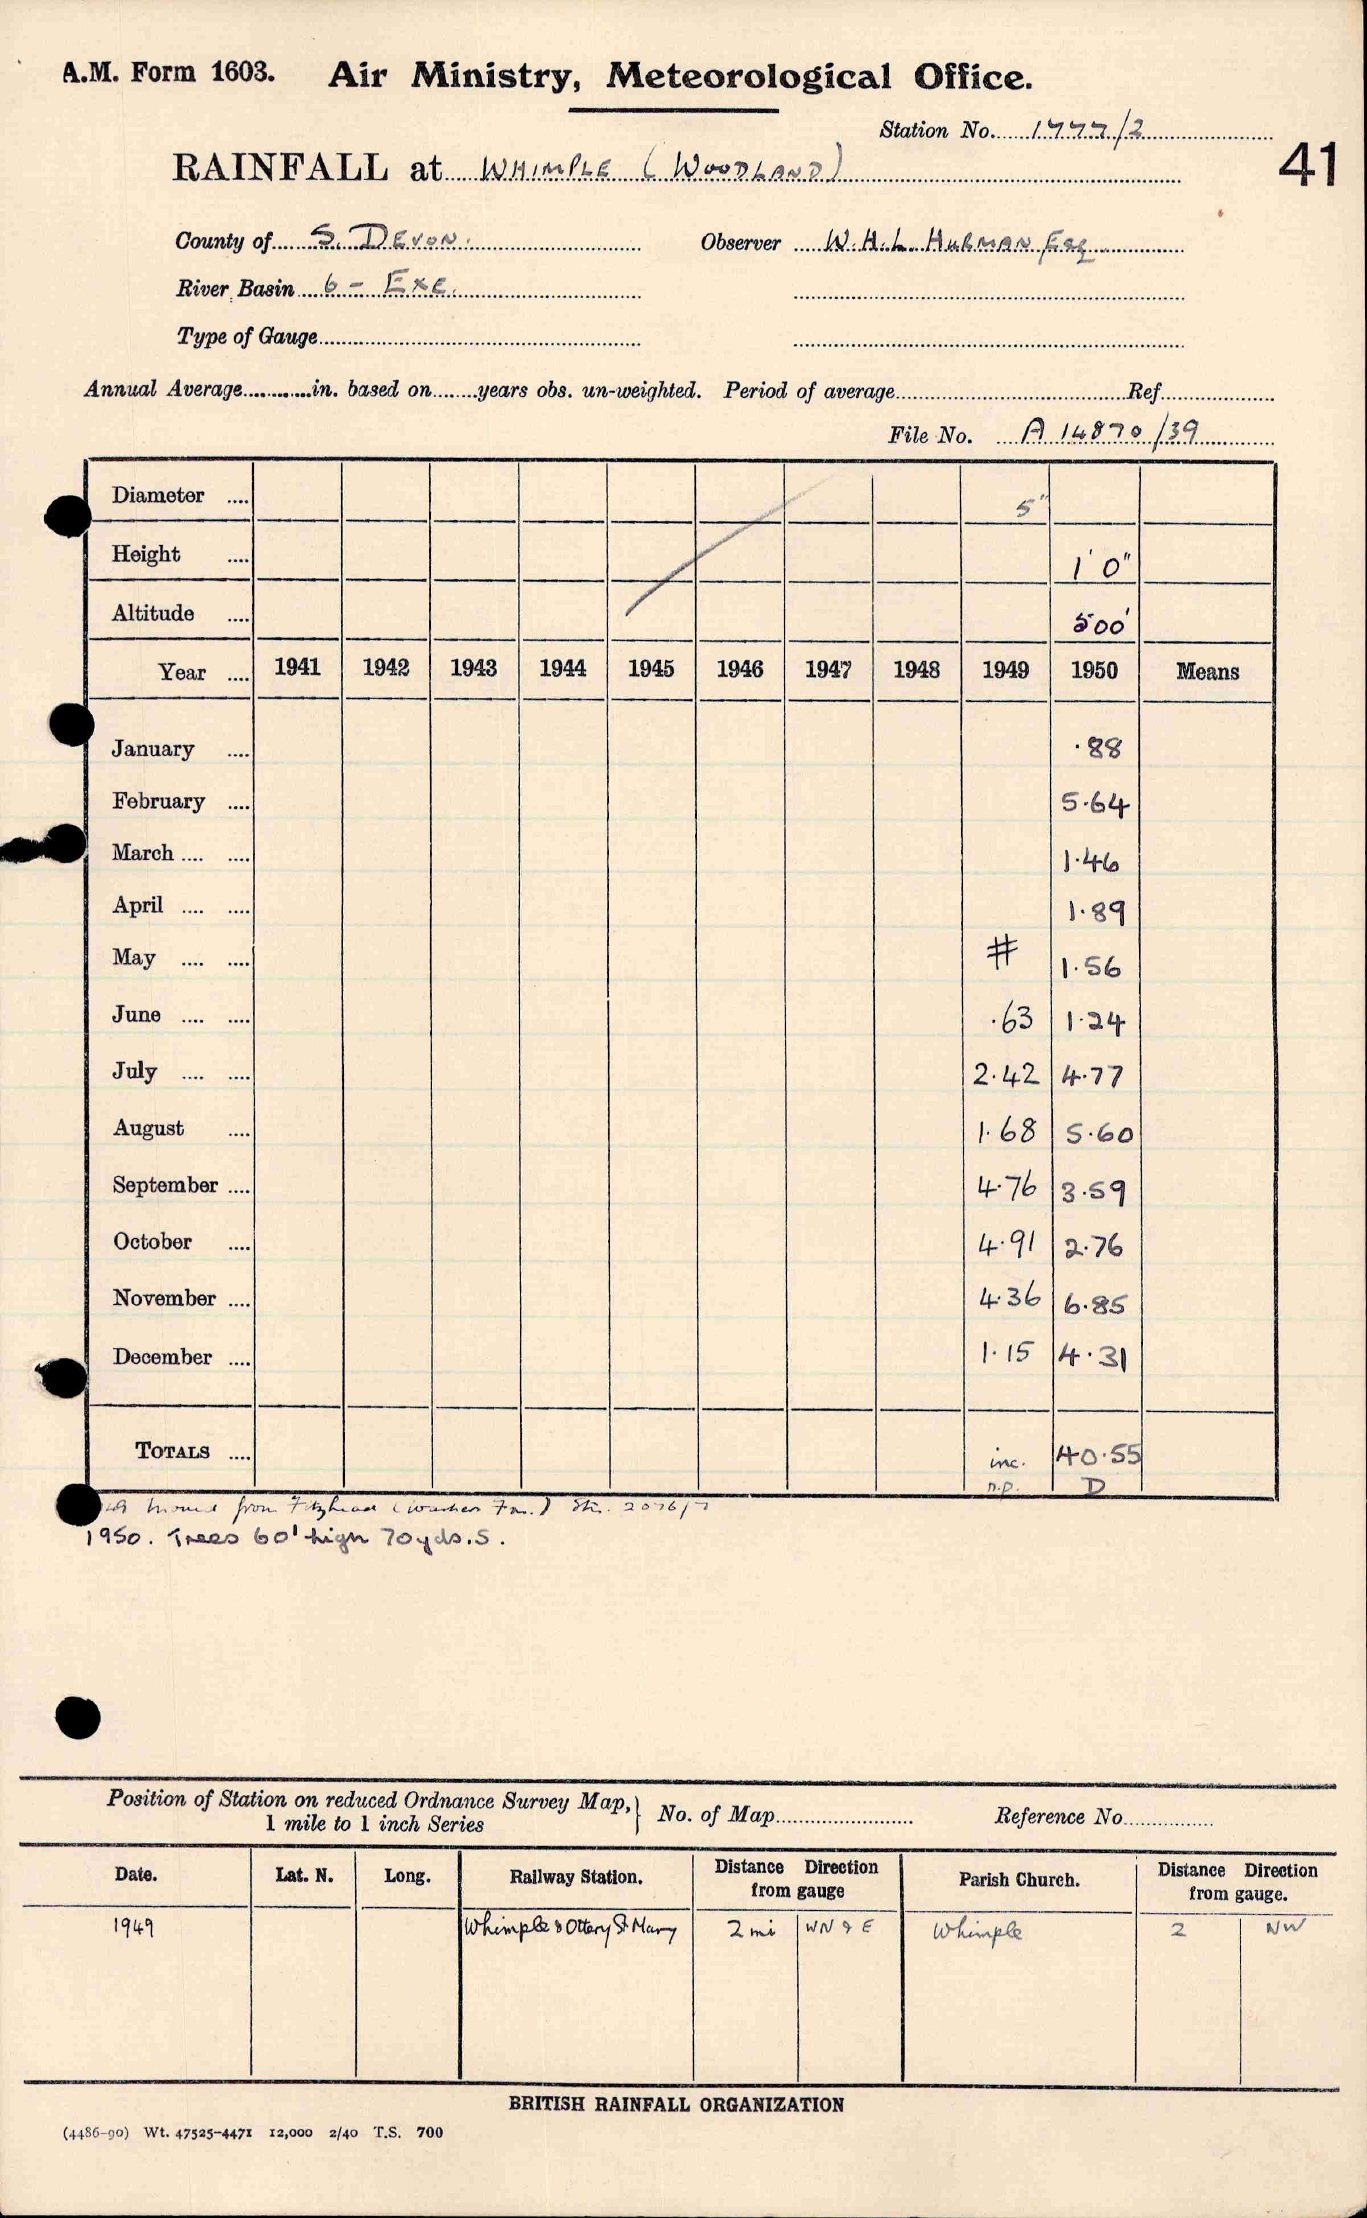 A.M. Form 1603. Air Ministry, Meteorological Office.
Station No. 1777/2
41
RAINFALL at WHIMPLE (WOODLAND)
County of S. DEVON. Observer W.H.L. HURMAN Esq
River Basin 6 - EXE.
Type of Gauge
Annual Average............in. based on........years obs. un-weighted. Period of average Ref.
File No. A 14870/39
Diameter .... 5"
Height .... 1' 0"
Altitude .... 500'
Year .... 1941 1942 1943 1944 1945 1946 1947 1948 1949 1950 Means
January .... .88
February .... 5.64
March .... .... 1.46
April .... .... 1.89
May .... .... # 1.56
June .... .... .63 1.24
July .... .... 2.42 4.77
August .... 1.68 5.60
September .... 4.76 3.59
October .... 4.91 2.76
November .... 4.36 6.85
December .... 1.15 4.31
TOTALS .... inc. 40.55
n.p. D
moved from Fitzhead ( Fm.) Stn. 2076/7
1950. Trees 60' high 70yds. S.
Position of Station on reduced Ordnance Survey Map,} No. of Map Reference No.
1 mile to 1 inch Series
Date. Lat. N. Long. Railway Station. Distance Direction from gauge Parish Church. Distance Direction from gauge.
1949 Whimple & Ottery St Mary 2 mi WN & E Whimple 2 NW
BRITISH RAINFALL ORGANIZATION
(4486-90) Wt. 47525-4471 12,000 2/40 T.S. 700